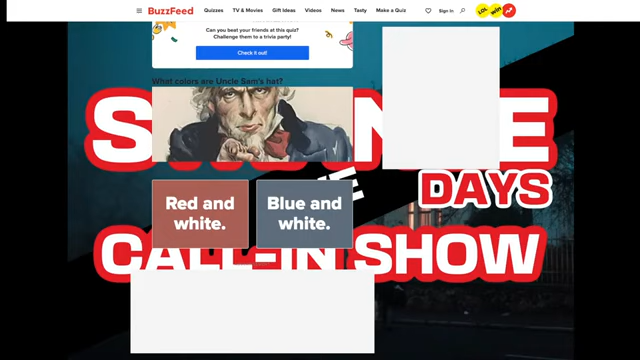 BuzzFeed
Quizzes TV & Movies Gift Ideas Videos News Tasty Make a Quiz Sign In LOL win
Can you beat your friends at this quiz?
Challenge them to a trivia party!
Check it out!
What colors are Uncle Sam's hat?
Red and
white.
Blue and
white.
DAYS
CALL-IN SHOW